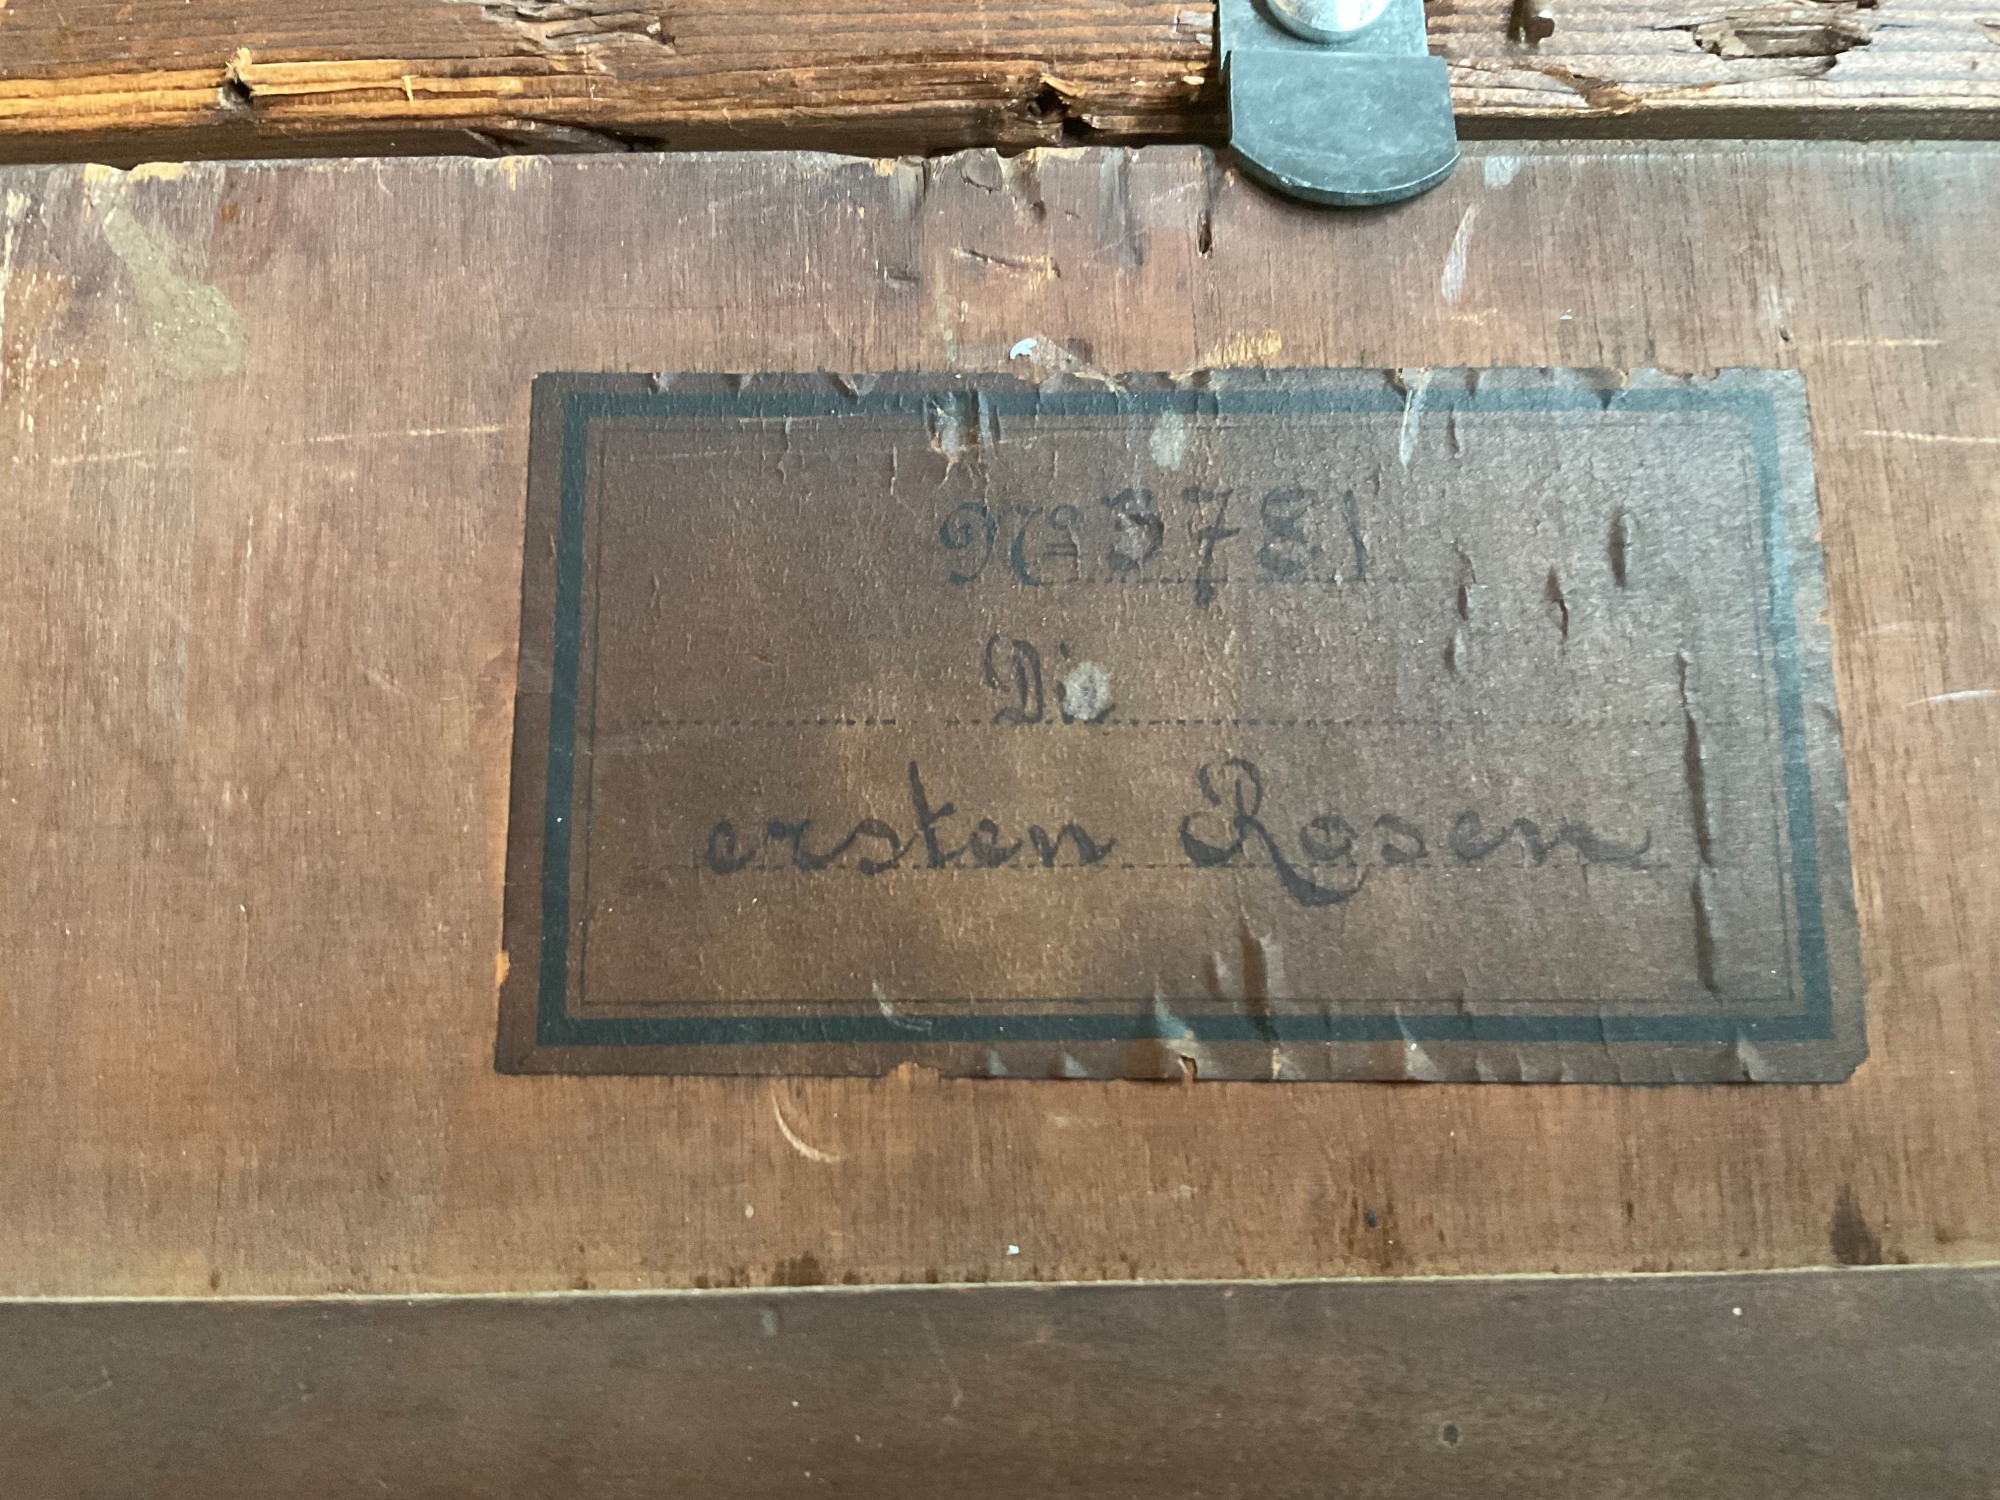 No 3781
Die
ersten Rosen